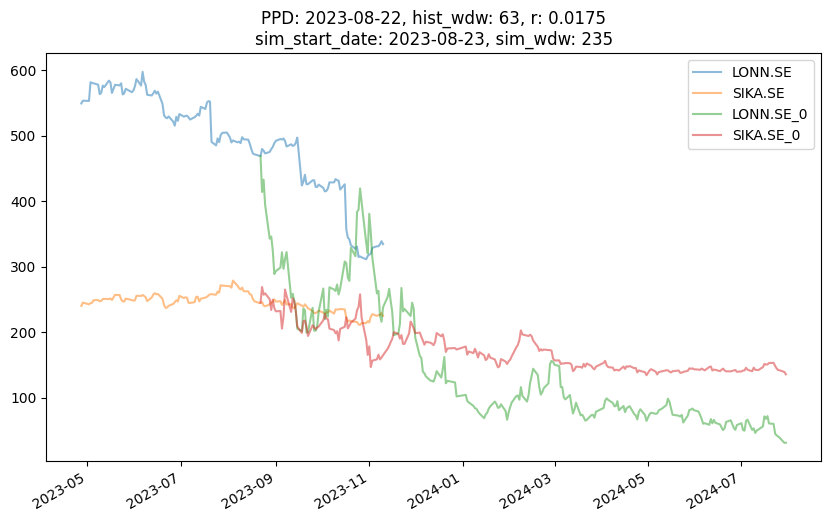 PPD: 2023-08-22, hist_wdw: 63, r: 0.0175
sim_start_date: 2023-08-23, sim_wdw: 235
LONN.SE
SIKA.SE
LONN.SE_0
SIKA.SE_0
600
500
400
300
200
100
2023-05
2023-07
2023-09
2023-11
2024-01
2024-03
2024-05
2024-07